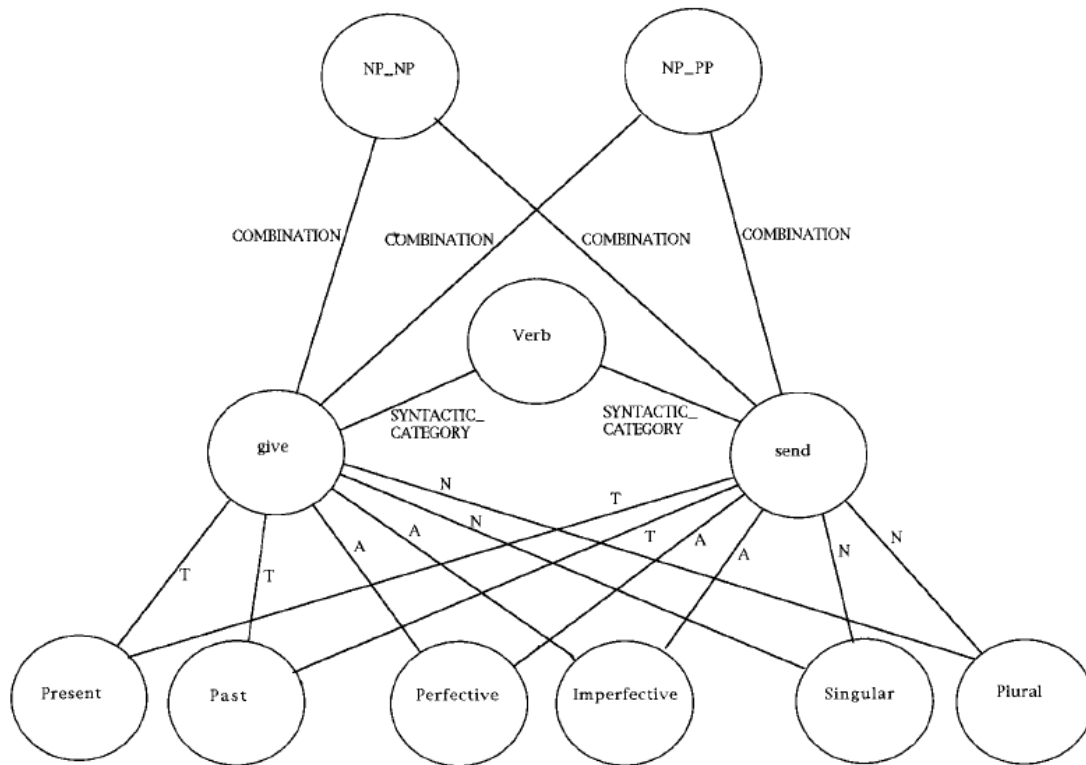 NP_NP
NP_PP
COMBINATION
COMBINATION
COMBINATION
COMBINATION
Verb
SYNTACTIC_
CATEGORY
SYNTACTIC_
CATEGORY
give
send
N
T
N
A
A
T
A
A
N
N
T
T
Present
Past
Perfective
Imperfective
Singular
Plural